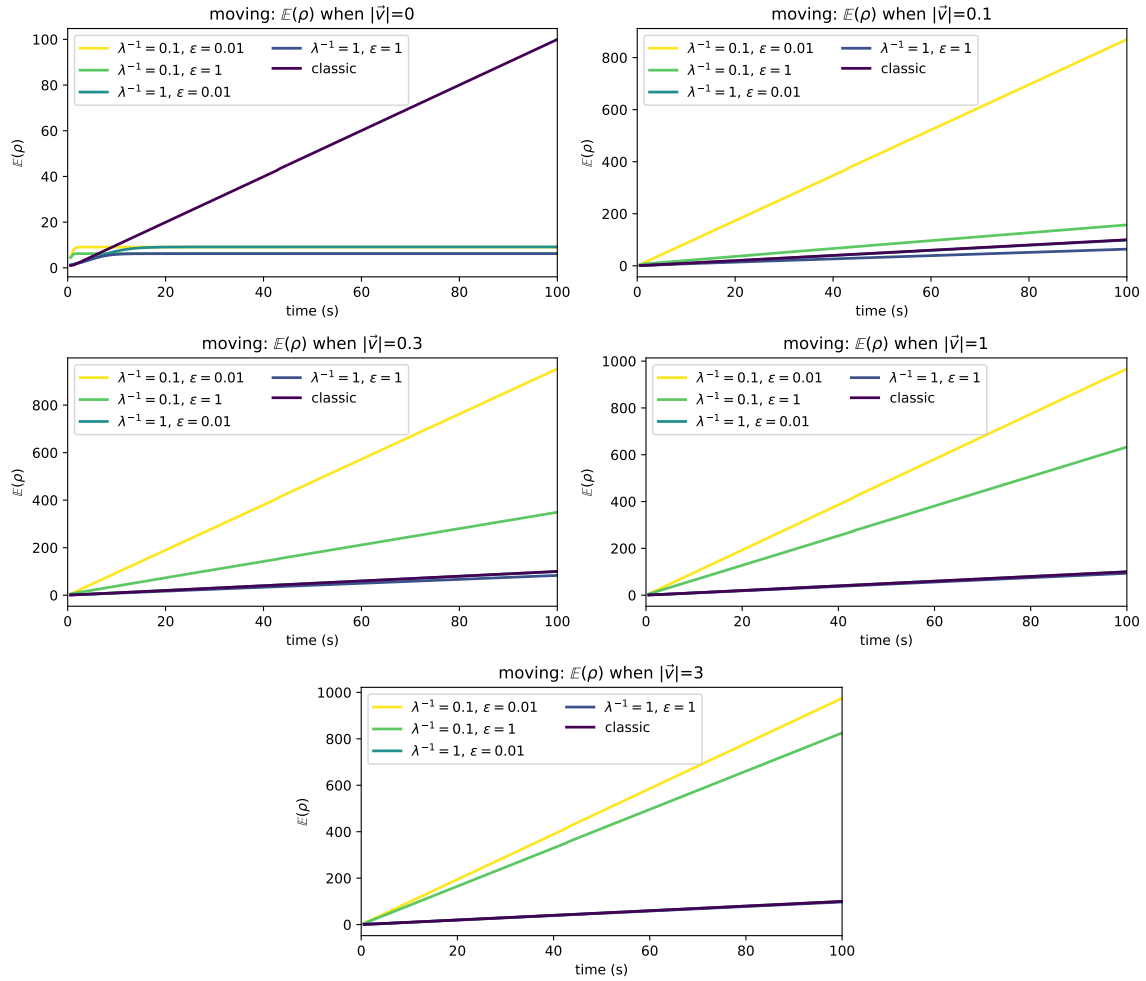 moving: 𝔼(ρ) when |v⃗|=0
λ⁻¹ = 0.1, ε = 0.01
λ⁻¹ = 0.1, ε = 1
λ⁻¹ = 1, ε = 0.01
λ⁻¹ = 1, ε = 1
classic
100
80
60
40
20
0
𝔼(ρ)
0 20 40 60 80 100
time (s)
moving: 𝔼(ρ) when |v⃗|=0.1
λ⁻¹ = 0.1, ε = 0.01
λ⁻¹ = 0.1, ε = 1
λ⁻¹ = 1, ε = 0.01
λ⁻¹ = 1, ε = 1
classic
800
600
400
200
0
𝔼(ρ)
0 20 40 60 80 100
time (s)
moving: 𝔼(ρ) when |v⃗|=0.3
λ⁻¹ = 0.1, ε = 0.01
λ⁻¹ = 0.1, ε = 1
λ⁻¹ = 1, ε = 0.01
λ⁻¹ = 1, ε = 1
classic
800
600
400
200
0
𝔼(ρ)
0 20 40 60 80 100
time (s)
moving: 𝔼(ρ) when |v⃗|=1
λ⁻¹ = 0.1, ε = 0.01
λ⁻¹ = 0.1, ε = 1
λ⁻¹ = 1, ε = 0.01
λ⁻¹ = 1, ε = 1
classic
1000
800
600
400
200
0
𝔼(ρ)
0 20 40 60 80 100
time (s)
moving: 𝔼(ρ) when |v⃗|=3
λ⁻¹ = 0.1, ε = 0.01
λ⁻¹ = 0.1, ε = 1
λ⁻¹ = 1, ε = 0.01
λ⁻¹ = 1, ε = 1
classic
1000
800
600
400
200
0
𝔼(ρ)
0 20 40 60 80 100
time (s)